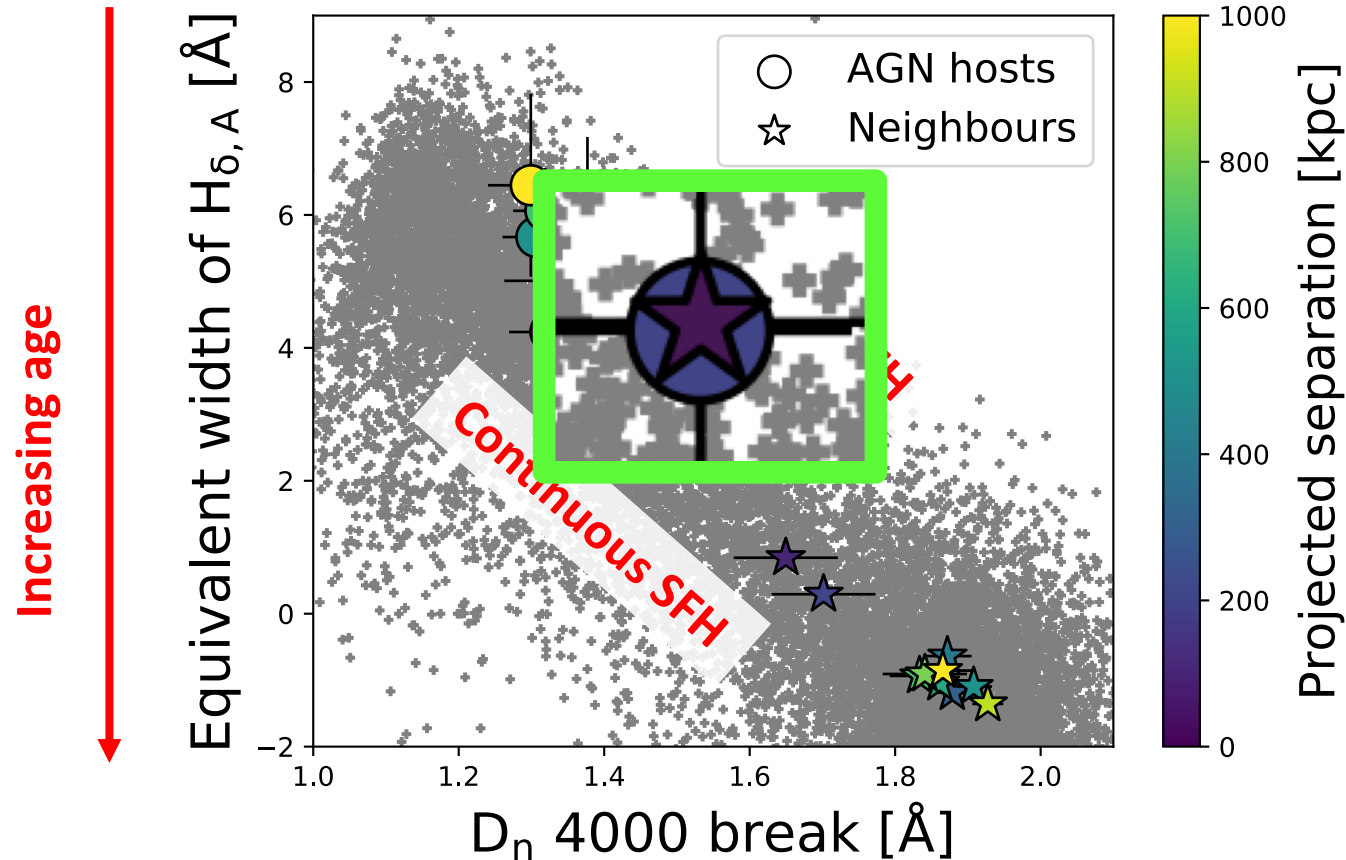 AGN hosts
Neighbours
Increasing age
Equivalent width of Hδ, A [Å]
8
6
4
2
0
−2
1.0
1.2
1.4
1.6
1.8
2.0
Dn 4000 break [Å]
Continuous SFH
1000
800
600
400
200
0
Projected separation [kpc]